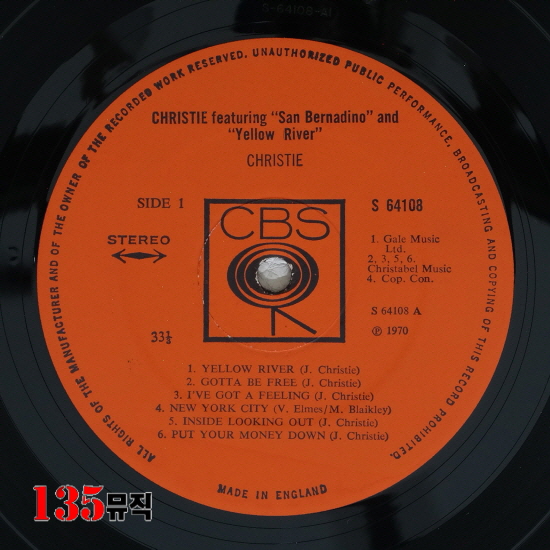 S-64108-A1
ALL RIGHTS OF THE MANUFACTURER AND OF THE OWNER OF THE RECORDED WORK RESERVED. UNAUTHORIZED PUBLIC PERFORMANCE, BROADCASTING AND COPYING OF THIS RECORD PROHIBITED.
CHRISTIE featuring “San Bernadino” and
“Yellow River”
CHRISTIE
SIDE 1
S 64108
CBS
STEREO
1. Gale Music
Ltd.
2, 3, 5, 6.
Christabel Music
4. Cop. Con.
S 64108 A
℗ 1970
33⅓
1. YELLOW RIVER (J. Christie)
2. GOTTA BE FREE (J. Christie)
3. I'VE GOT A FEELING (J. Christie)
4. NEW YORK CITY (V. Elmes/M. Blaikley)
5. INSIDE LOOKING OUT (J. Christie)
6. PUT YOUR MONEY DOWN (J. Christie)
MADE IN ENGLAND
135뮤직